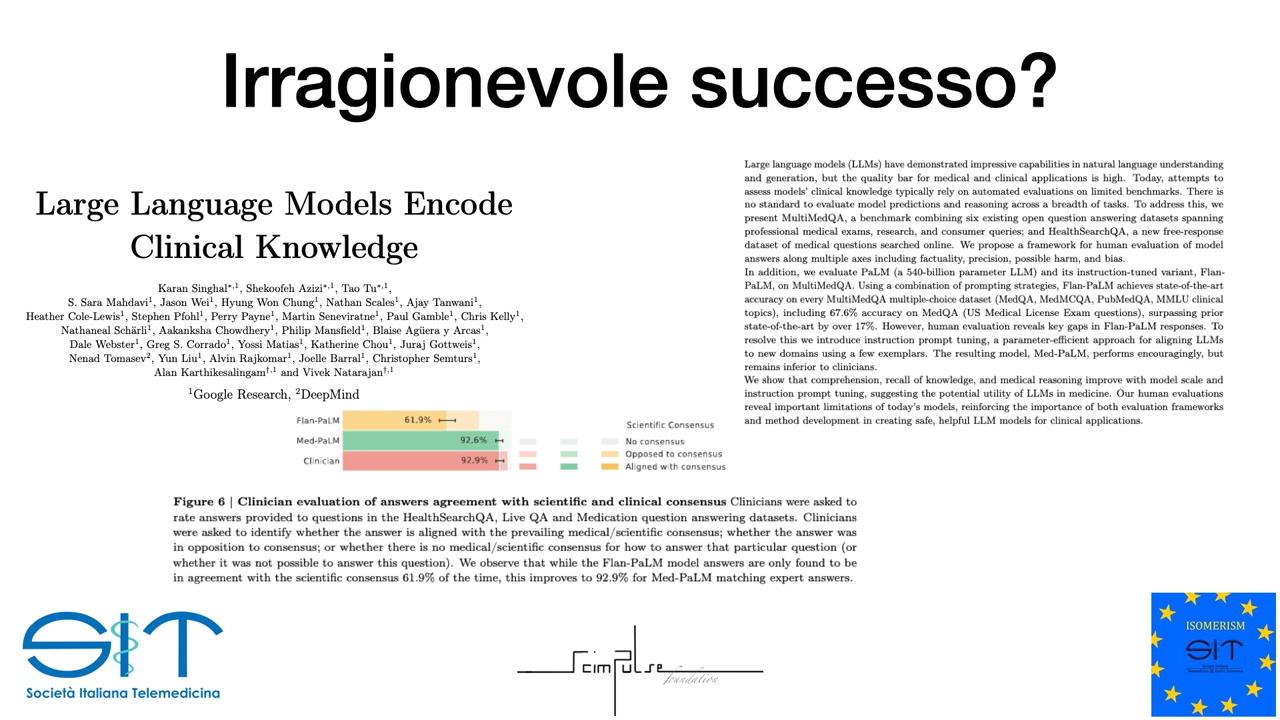 Irragionevole successo?
Large Language Models Encode
Clinical Knowledge
Karan Singhal*,1, Shekoofeh Azizi*,1, Tao Tu*,1,
S. Sara Mahdavi1, Jason Wei1, Hyung Won Chung1, Nathan Scales1, Ajay Tanwani1,
Heather Cole-Lewis1, Stephen Pfohl1, Perry Payne1, Martin Seneviratne1, Paul Gamble1, Chris Kelly1,
Nathaneal Schärli1, Aakanksha Chowdhery1, Philip Mansfield1, Blaise Agüera y Arcas1,
Dale Webster1, Greg S. Corrado1, Yossi Matias1, Katherine Chou1, Juraj Gottweis1,
Nenad Tomasev2, Yun Liu1, Alvin Rajkomar1, Joelle Barral1, Christopher Semturs1,
Alan Karthikesalingam†,1 and Vivek Natarajan†,1
1Google Research, 2DeepMind
Large language models (LLMs) have demonstrated impressive capabilities in natural language understanding
and generation, but the quality bar for medical and clinical applications is high. Today, attempts to
assess models' clinical knowledge typically rely on automated evaluations on limited benchmarks. There is
no standard to evaluate model predictions and reasoning across a breadth of tasks. To address this, we
present MultiMedQA, a benchmark combining six existing open question answering datasets spanning
professional medical exams, research, and consumer queries; and HealthSearchQA, a new free-response
dataset of medical questions searched online. We propose a framework for human evaluation of model
answers along multiple axes including factuality, precision, possible harm, and bias.
In addition, we evaluate PaLM (a 540-billion parameter LLM) and its instruction-tuned variant, Flan-
PaLM, on MultiMedQA. Using a combination of prompting strategies, Flan-PaLM achieves state-of-the-art
accuracy on every MultiMedQA multiple-choice dataset (MedQA, MedMCQA, PubMedQA, MMLU clinical
topics), including 67.6% accuracy on MedQA (US Medical License Exam questions), surpassing prior
state-of-the-art by over 17%. However, human evaluation reveals key gaps in Flan-PaLM responses. To
resolve this we introduce instruction prompt tuning, a parameter-efficient approach for aligning LLMs
to new domains using a few exemplars. The resulting model, Med-PaLM, performs encouragingly, but
remains inferior to clinicians.
We show that comprehension, recall of knowledge, and medical reasoning improve with model scale and
instruction prompt tuning, suggesting the potential utility of LLMs in medicine. Our human evaluations
reveal important limitations of today's models, reinforcing the importance of both evaluation frameworks
and method development in creating safe, helpful LLM models for clinical applications.
Flan-PaLM 61.9%
Med-PaLM 92.6%
Clinician 92.9%
Scientific Consensus
No consensus
Opposed to consensus
Aligned with consensus
Figure 6 | Clinician evaluation of answers agreement with scientific and clinical consensus Clinicians were asked to
rate answers provided to questions in the HealthSearchQA, Live QA and Medication question answering datasets. Clinicians
were asked to identify whether the answer is aligned with the prevailing medical/scientific consensus; whether the answer was
in opposition to consensus; or whether there is no medical/scientific consensus for how to answer that particular question (or
whether it was not possible to answer this question). We observe that while the Flan-PaLM model answers are only found to be
in agreement with the scientific consensus 61.9% of the time, this improves to 92.9% for Med-PaLM matching expert answers.
SIT
Società Italiana Telemedicina
scimpulse
foundation
ISOMERISM
SIT